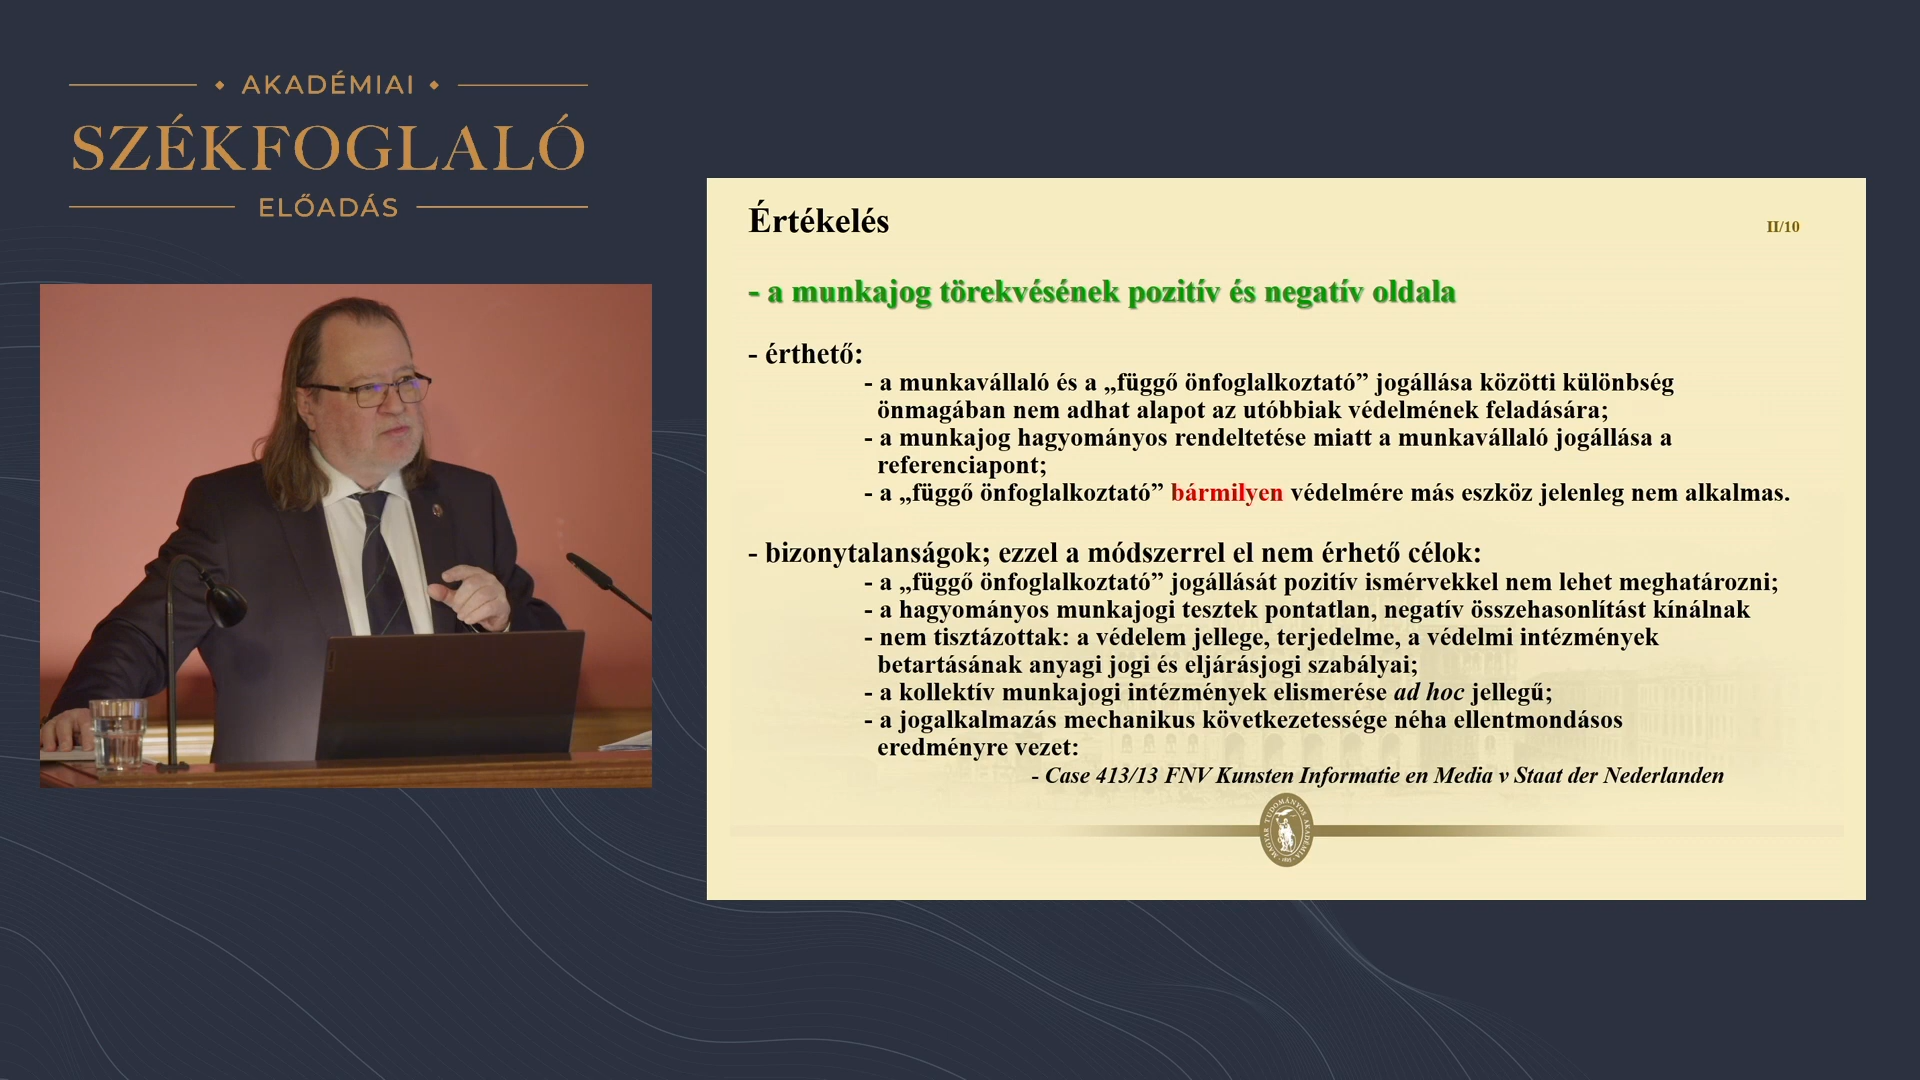 AKADÉMIAI
SZÉKFOGLALÓ
ELŐADÁS
Értékelés
II/10
- a munkajog törekvésének pozitív és negatív oldala
- érthető:
- a munkavállaló és a „függő önfoglalkoztató” jogállása közötti különbség
önmagában nem adhat alapot az utóbbiak védelmének feladására;
- a munkajog hagyományos rendeltetése miatt a munkavállaló jogállása a
referenciapont;
- a „függő önfoglalkoztató” bármilyen védelmére más eszköz jelenleg nem alkalmas.
- bizonytalanságok; ezzel a módszerrel el nem érhető célok:
- a „függő önfoglalkoztató” jogállását pozitív ismérvekkel nem lehet meghatározni;
- a hagyományos munkajogi tesztek pontatlan, negatív összehasonlítást kínálnak
- nem tisztázottak: a védelem jellege, terjedelme, a védelmi intézmények
betartásának anyagi jogi és eljárásjogi szabályai;
- a kollektív munkajogi intézmények elismerése ad hoc jellegű;
- a jogalkalmazás mechanikus következetessége néha ellentmondásos
eredményre vezet:
- Case 413/13 FNV Kunsten Informatie en Media v Staat der Nederlanden
MAGYAR TUDOMÁNYOS AKADÉMIA